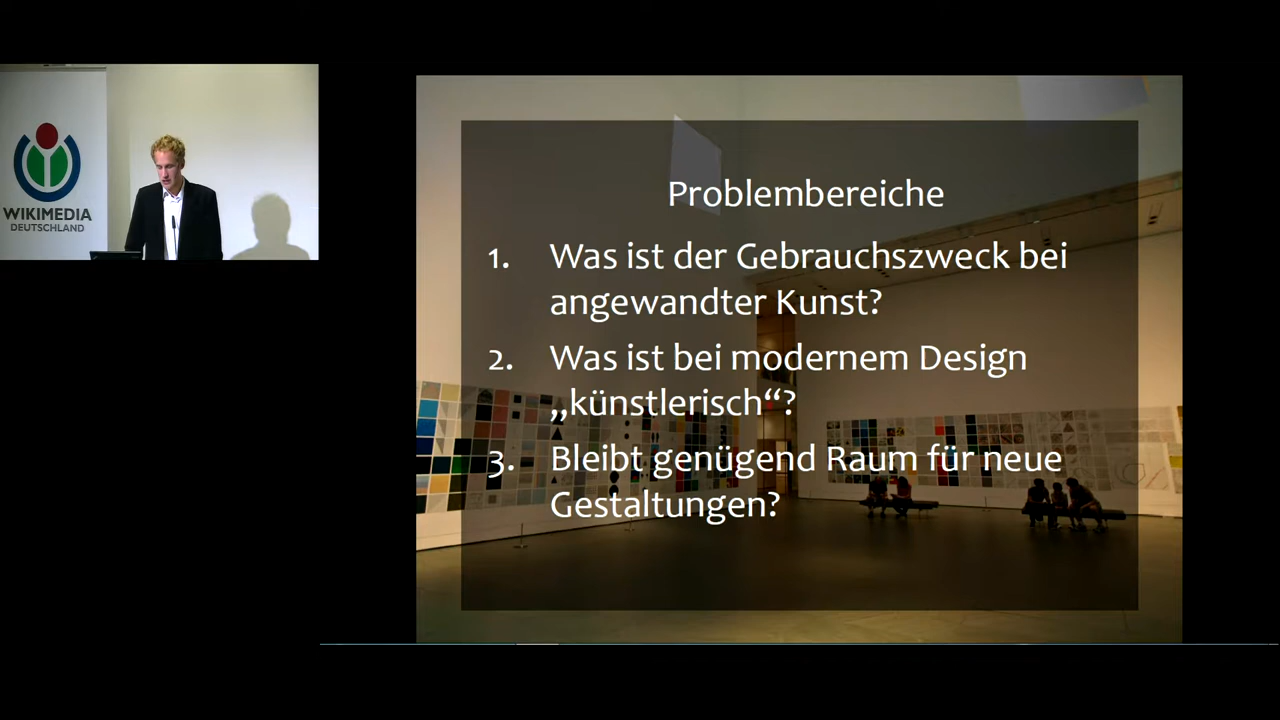 WIKIMEDIA
DEUTSCHLAND
Problembereiche
1. Was ist der Gebrauchszweck bei
angewandter Kunst?
2. Was ist bei modernem Design
„künstlerisch“?
3. Bleibt genügend Raum für neue
Gestaltungen?